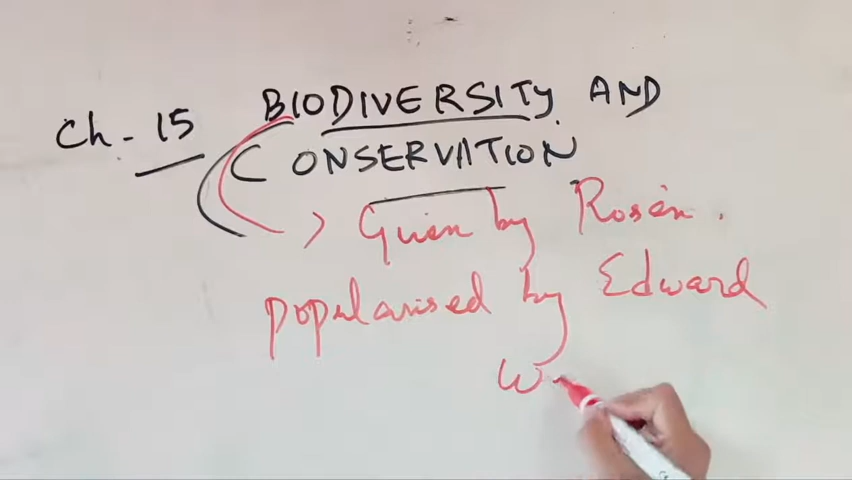 Ch - 15 BIODIVERSITY AND
CONSERVATION
Given by Rosen.
popularised by Edward
W